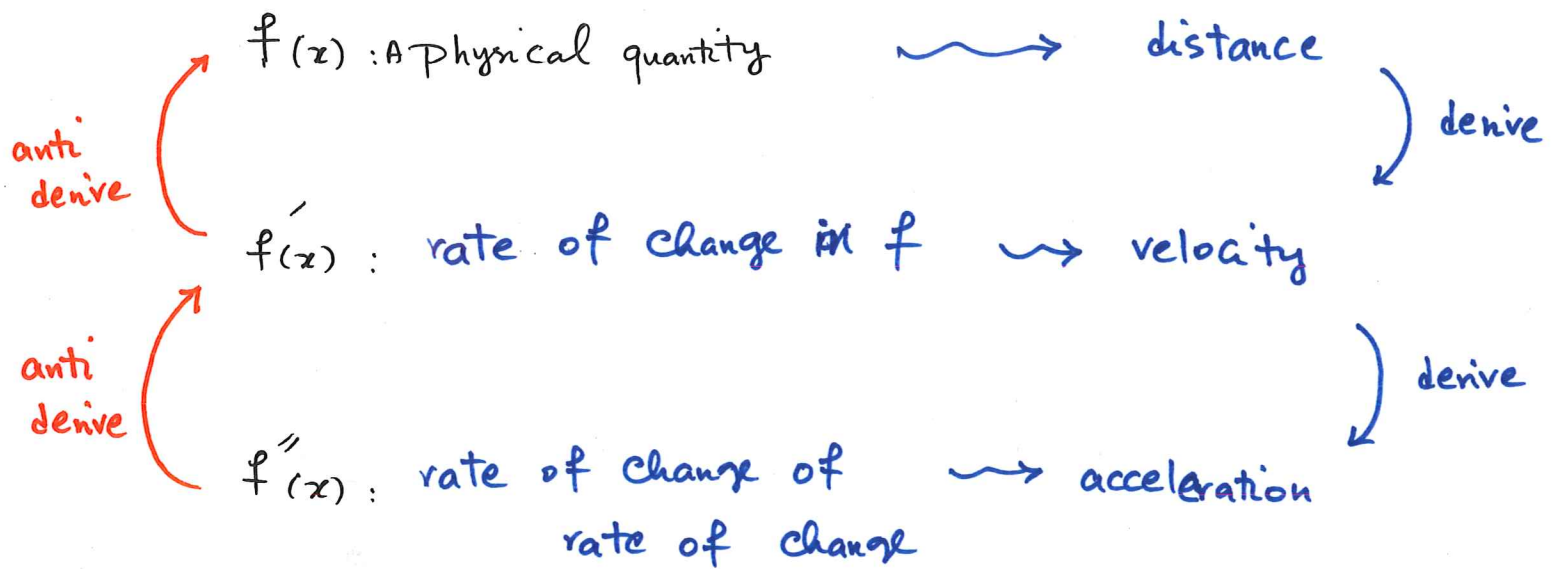 f(x) : A physical quantity → distance
derive
anti
derive
f'(x) : rate of change in f → velocity
anti
derive
derive
f''(x) : rate of change of → acceleration
rate of change